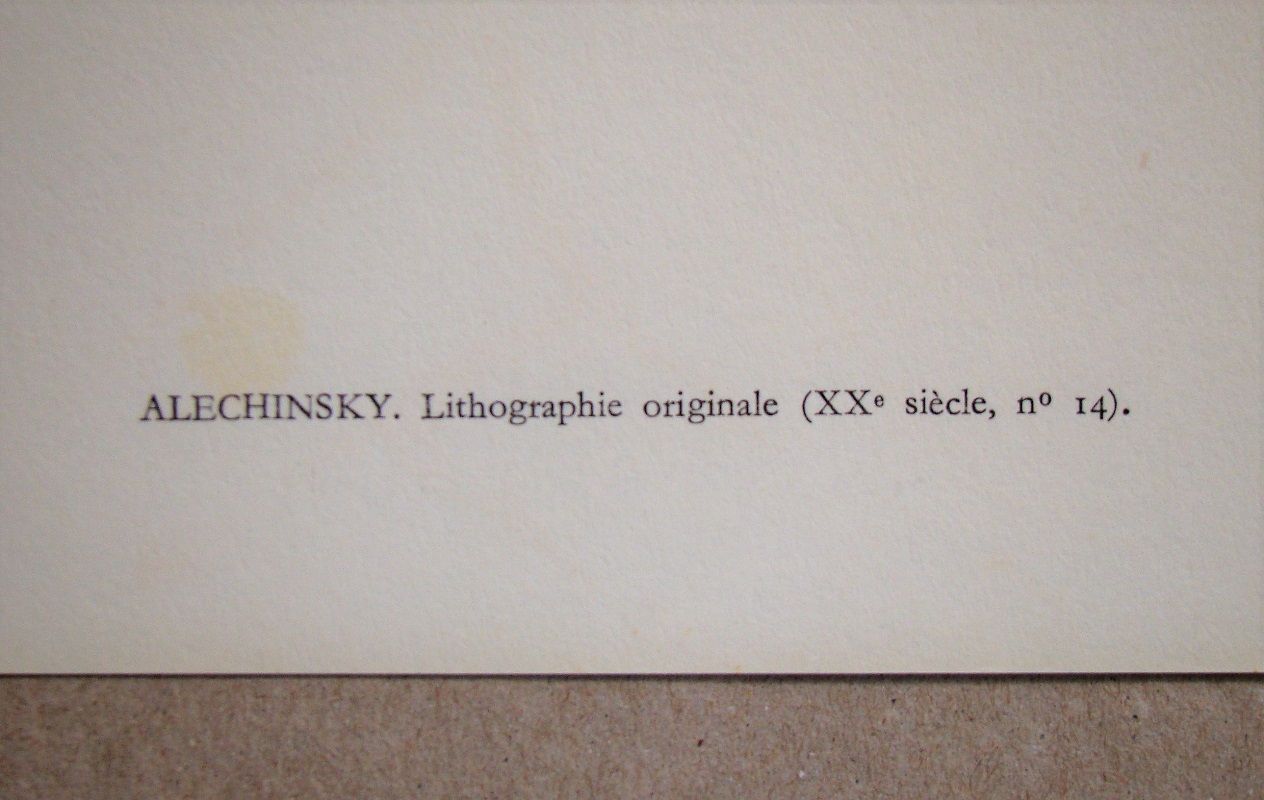 ALECHINSKY. Lithographie originale (XXᵉ siècle, nº 14).